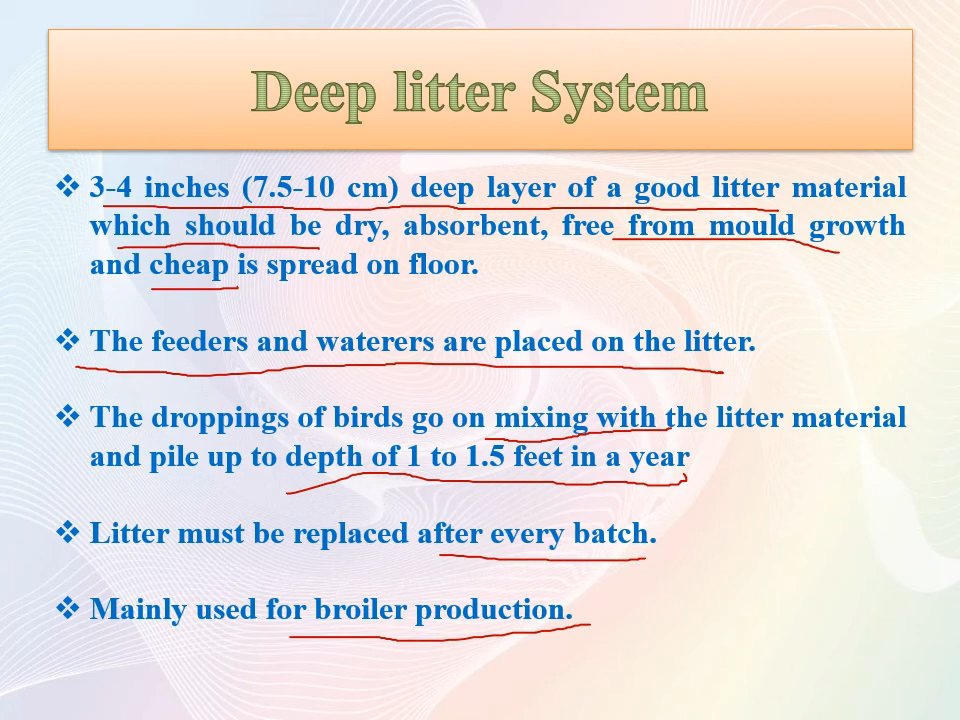 Deep litter System
3-4 inches (7.5-10 cm) deep layer of a good litter material
which should be dry, absorbent, free from mould growth
and cheap is spread on floor.
The feeders and waterers are placed on the litter.
The droppings of birds go on mixing with the litter material
and pile up to depth of 1 to 1.5 feet in a year
Litter must be replaced after every batch.
Mainly used for broiler production.